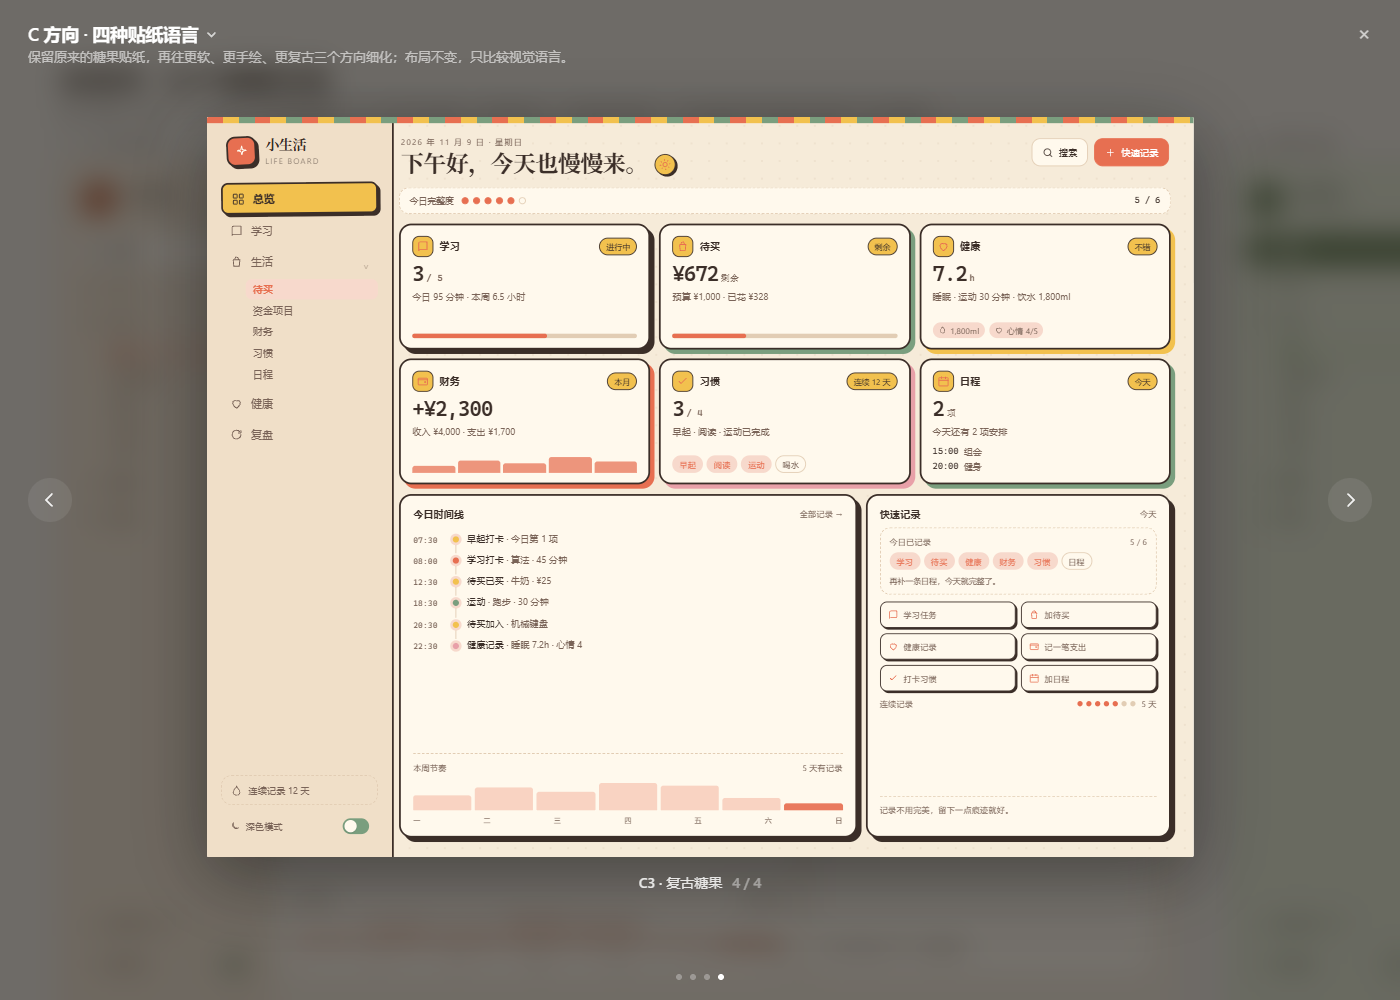 C 方向 · 四种贴纸语言
保留原来的糖果贴纸，再往更软、更手绘、更复古三个方向细化；布局不变，只比较视觉语言。
小生活
LIFE BOARD
总览
学习
生活
待买
资金项目
财务
习惯
日程
健康
复盘
连续记录 12 天
深色模式
2026 年 11 月 9 日 · 星期日
下午好，今天也慢慢来。
搜索
快速记录
今日完整度
5 / 6
学习
进行中
3 / 5
今日 95 分钟 · 本周 6.5 小时
待买
剩余
¥672 剩余
预算 ¥1,000 · 已花 ¥328
健康
不错
7.2 h
睡眠 · 运动 30 分钟 · 饮水 1,800ml
1,800ml
心情 4/5
财务
本月
+¥2,300
收入 ¥4,000 · 支出 ¥1,700
习惯
连续 12 天
3 / 4
早起 · 阅读 · 运动已完成
早起 阅读 运动 喝水
日程
今天
2 项
今天还有 2 项安排
15:00 组会
20:00 健身
今日时间线
全部记录 →
07:30 早起打卡 · 今日第 1 项
08:00 学习打卡 · 算法 · 45 分钟
12:30 待买已买 · 牛奶 · ¥25
18:30 运动 · 跑步 · 30 分钟
20:30 待买加入 · 机械键盘
22:30 健康记录 · 睡眠 7.2h · 心情 4
本周节奏
5 天有记录
一 二 三 四 五 六 日
快速记录
今天
今日已记录
5 / 6
学习 待买 健康 财务 习惯 日程
再补一条日程，今天就完整了。
学习任务
加待买
健康记录
记一笔支出
打卡习惯
加日程
连续记录
5 天
记录不用完美，留下一点痕迹就好。
C3 · 复古糖果 4 / 4